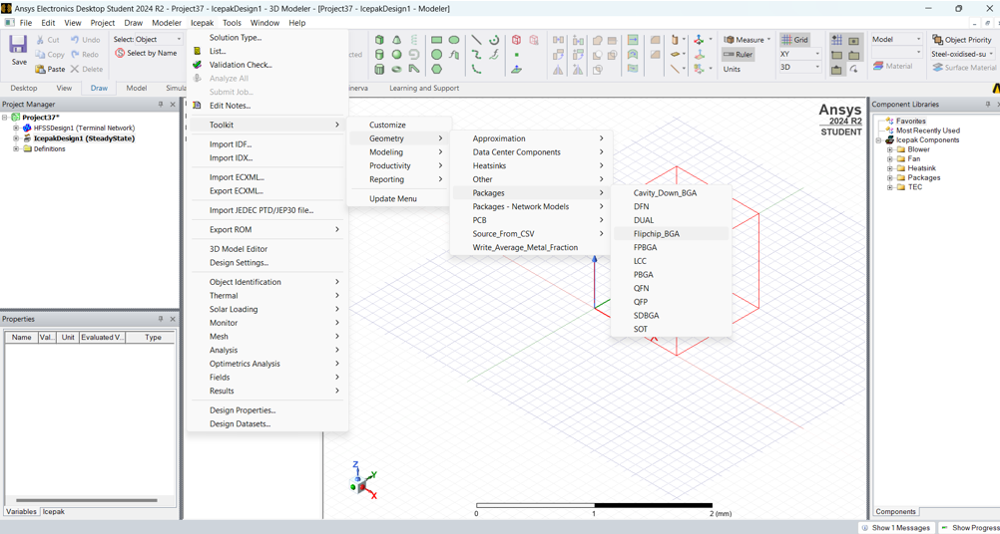 Ansys Electronics Desktop Student 2024 R2 - Project37 - IcepakDesign1 - 3D Modeler - [Project37 - IcepakDesign1 - Modeler]
File Edit View Project Draw Modeler Icepak Tools Window Help
Save
Cut
Copy
Paste
Undo
Redo
Delete
Select: Object
Select by Name
Measure
Ruler
Units
Grid
XY
3D
Model
Material
Object Priority
Steel-oxidised-su
Surface Material
Desktop View Draw Model
Learning and Support
Project Manager
Project37*
HFSSDesign1 (Terminal Network)
IcepakDesign1 (SteadyState)
Definitions
Properties
Name Val... Unit Evaluated V... Type
Variables Icepak
Solution Type...
List...
Validation Check...
Analyze All
Submit Job...
Edit Notes...
Toolkit
Import IDF...
Import IDX...
Import ECXML...
Export ECXML...
Import JEDEC PTD/JEP30 file...
Export ROM
3D Model Editor
Design Settings...
Object Identification
Thermal
Solar Loading
Monitor
Mesh
Analysis
Optimetrics Analysis
Fields
Results
Design Properties...
Design Datasets...
Customize
Geometry
Modeling
Productivity
Reporting
Update Menu
Approximation
Data Center Components
Heatsinks
Other
Packages
Packages - Network Models
PCB
Source_From_CSV
Write_Average_Metal_Fraction
Cavity_Down_BGA
DFN
DUAL
Flipchip_BGA
FPBGA
LCC
PBGA
QFN
QFP
SDBGA
SOT
Ansys
2024 R2
STUDENT
Z
Y
X
0 1 2 (mm)
Component Libraries
Favorites
Most Recently Used
Icepak Components
Blower
Fan
Heatsink
Packages
TEC
Components
Show 1 Messages
Show Progress